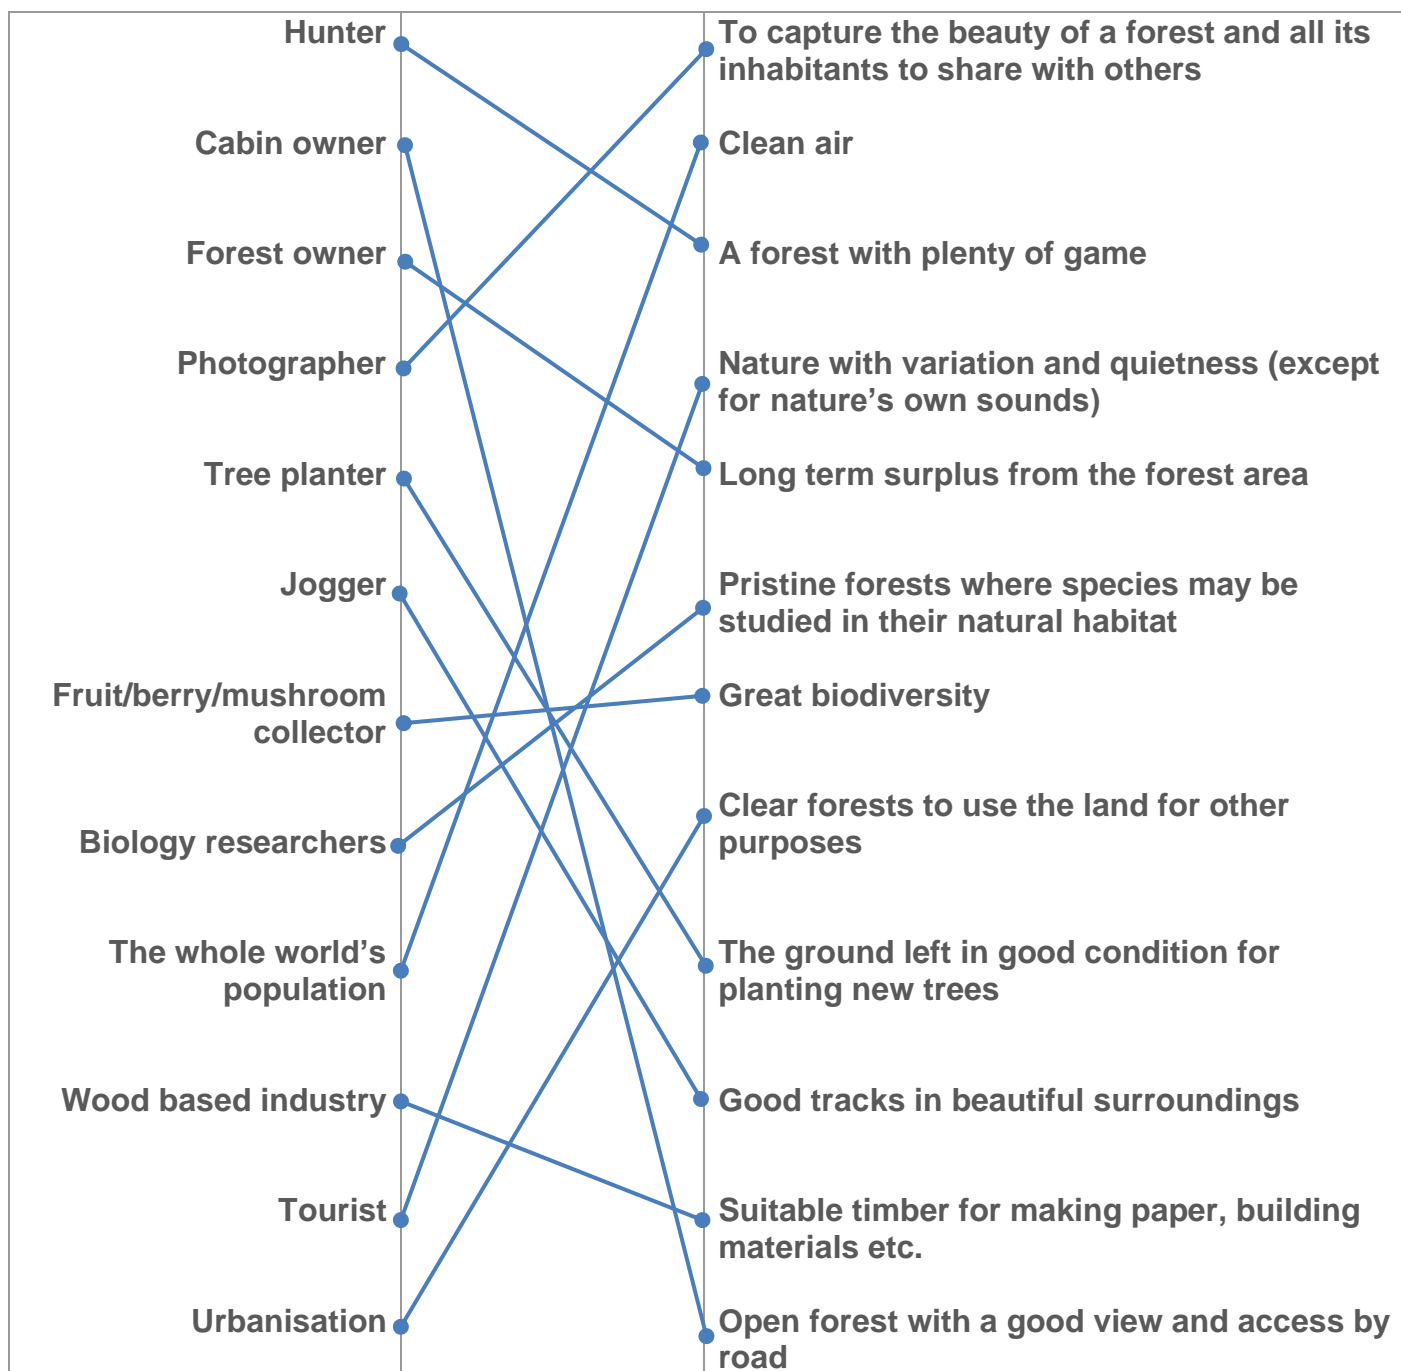 Hunter
To capture the beauty of a forest and all its
inhabitants to share with others
Cabin owner
Clean air
Forest owner
A forest with plenty of game
Photographer
Nature with variation and quietness (except
for nature’s own sounds)
Tree planter
Long term surplus from the forest area
Jogger
Pristine forests where species may be
studied in their natural habitat
Fruit/berry/mushroom
collector
Great biodiversity
Biology researchers
Clear forests to use the land for other
purposes
The whole world’s
population
The ground left in good condition for
planting new trees
Wood based industry
Good tracks in beautiful surroundings
Tourist
Suitable timber for making paper, building
materials etc.
Urbanisation
Open forest with a good view and access by
road